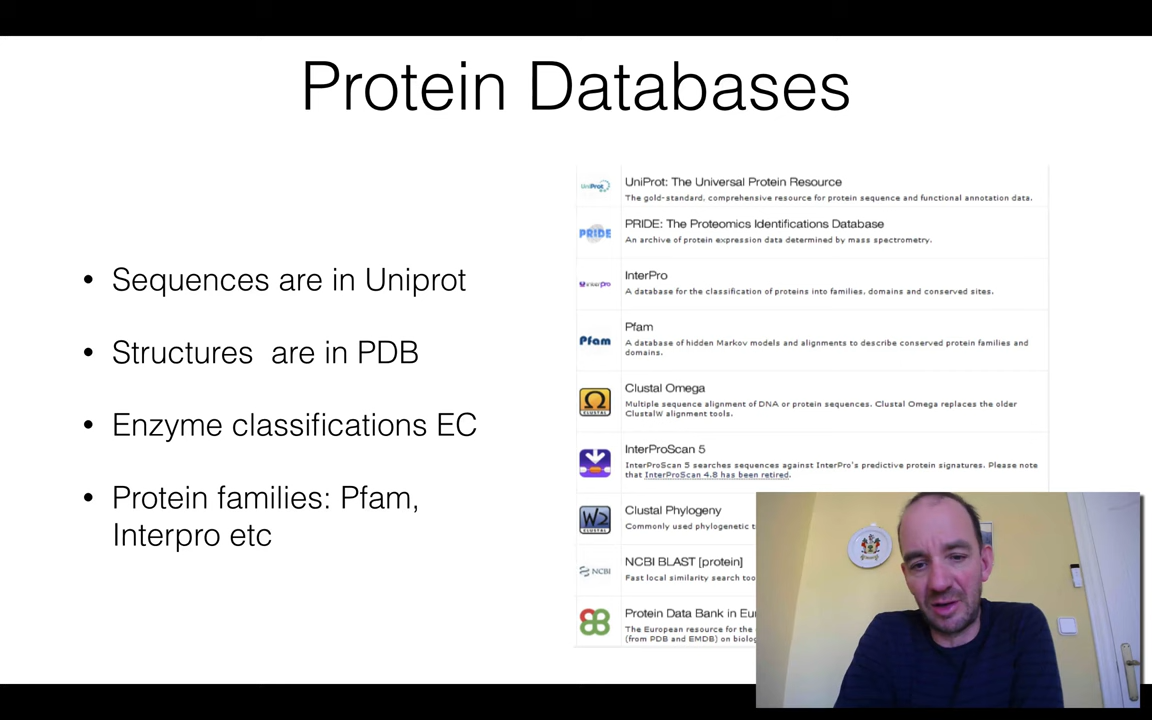 Protein Databases
• Sequences are in Uniprot
• Structures  are in PDB
• Enzyme classifications EC
• Protein families: Pfam,
Interpro etc
UniProt
UniProt: The Universal Protein Resource
The gold-standard, comprehensive resource for protein sequence and functional annotation data.
PRIDE
PRIDE: The Proteomics Identifications Database
An archive of protein expression data determined by mass spectrometry.
InterPro
A database for the classification of proteins into families, domains and conserved sites.
Pfam
Pfam
A database of hidden Markov models and alignments to describe conserved protein families and
domains.
Ω
CLUSTAL
Clustal Omega
Multiple sequence alignment of DNA or protein sequences. Clustal Omega replaces the older
ClustalW alignment tools.
InterProScan 5
InterProScan 5 searches sequences against InterPro's predictive protein signatures. Please note
that InterProScan 4.8 has been retired.
W2
CLUSTAL
Clustal Phylogeny
Commonly used phylogenetic
NCBI
NCBI BLAST [protein]
Fast local similarity search
Protein Data Bank in
The European resource for the
(from PDB and EMDB) on